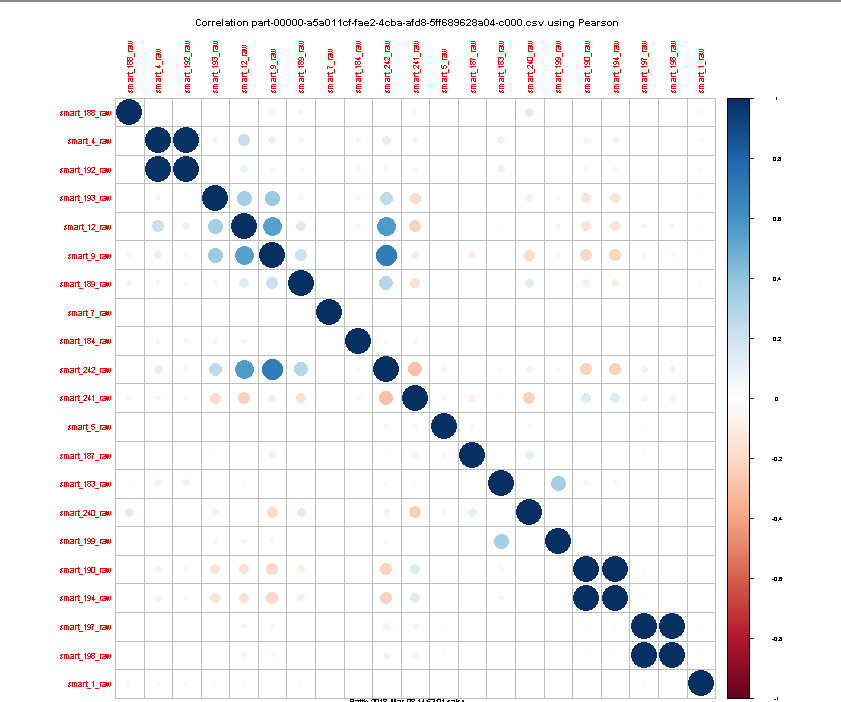 Correlation part-00000-a5a011cf-fae2-4cba-afd8-5ff689628a04-c000.csv using Pearson
smart_188_raw smart_4_raw smart_192_raw smart_193_raw smart_12_raw smart_9_raw smart_189_raw smart_7_raw smart_184_raw smart_242_raw smart_241_raw smart_5_raw smart_187_raw smart_183_raw smart_240_raw smart_199_raw smart_190_raw smart_194_raw smart_197_raw smart_198_raw smart_1_raw
1
smart_188_raw
smart_4_raw
0.8
smart_192_raw
smart_193_raw
0.6
smart_12_raw
smart_9_raw
0.4
smart_189_raw
smart_7_raw
0.2
smart_184_raw
smart_242_raw
0
smart_241_raw
smart_5_raw
smart_187_raw
-0.2
smart_183_raw
smart_240_raw
-0.4
smart_199_raw
smart_190_raw
-0.6
smart_194_raw
smart_197_raw
-0.8
smart_198_raw
smart_1_raw
-1